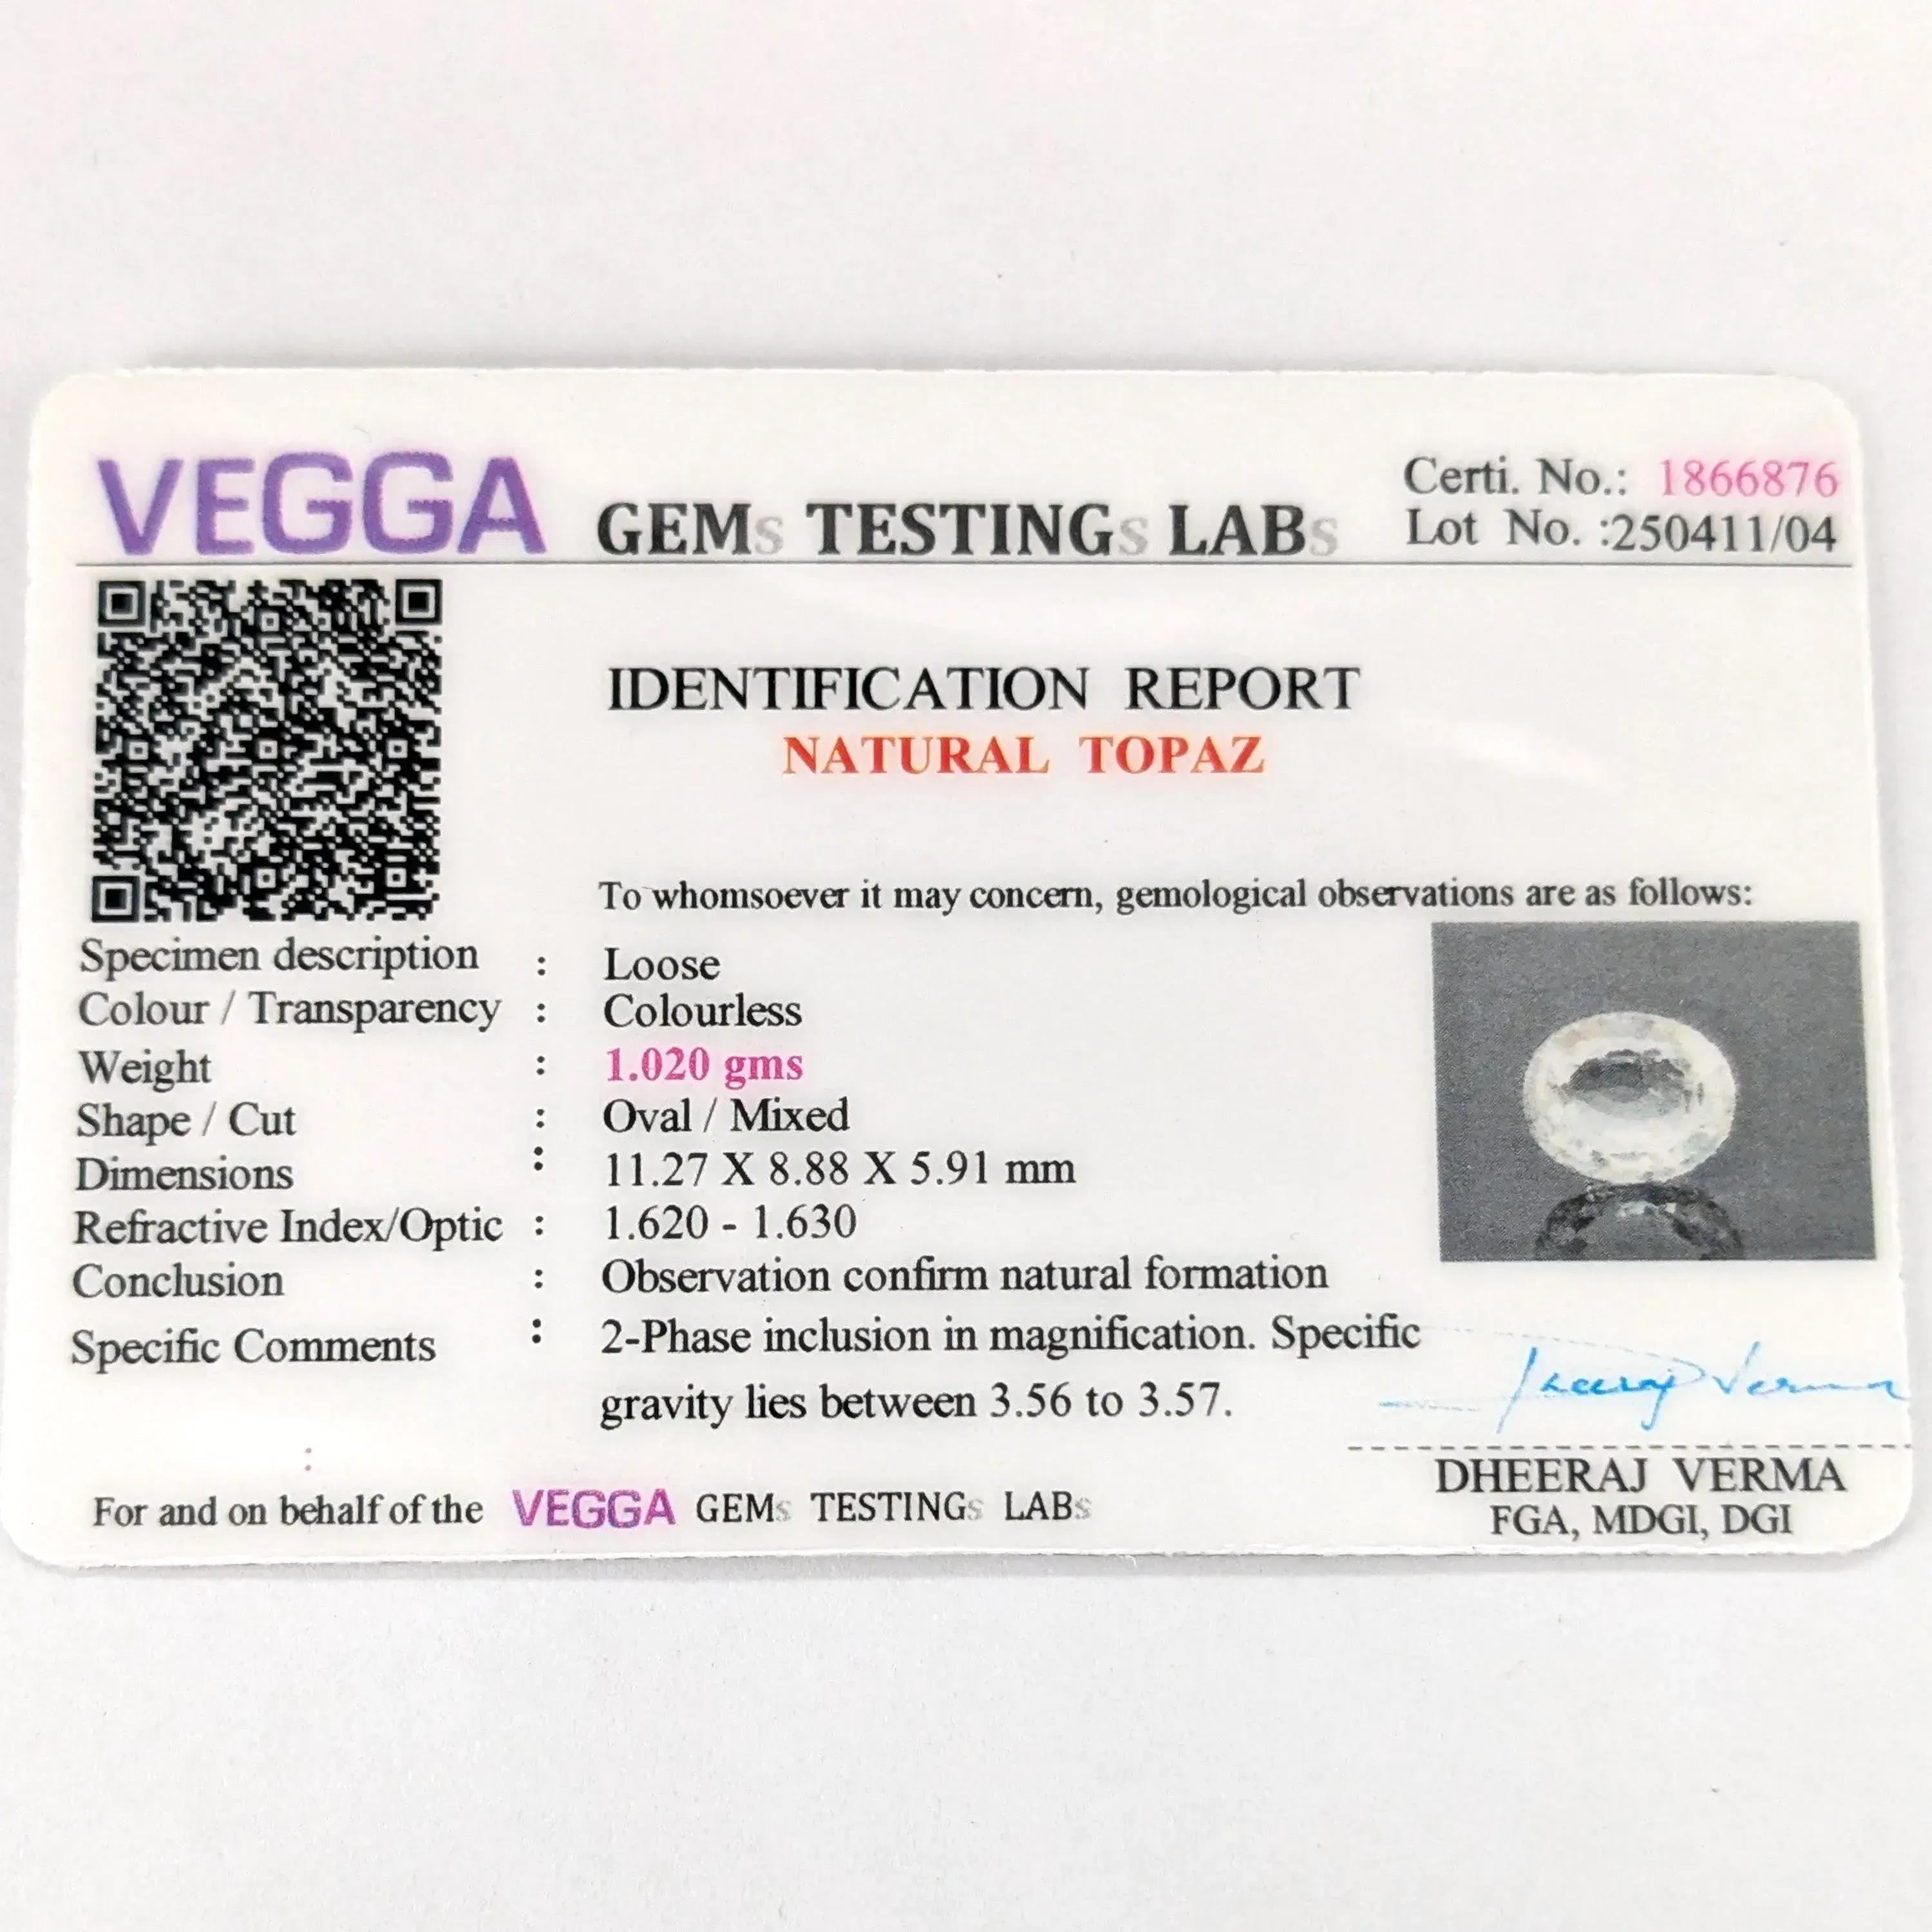 VEGGA GEMs TESTINGs LABs
Certi. No.: 1866876
Lot No. :250411/04
IDENTIFICATION REPORT
NATURAL TOPAZ
To whomsoever it may concern, gemological observations are as follows:
Specimen description : Loose
Colour / Transparency : Colourless
Weight : 1.020 gms
Shape / Cut : Oval / Mixed
Dimensions : 11.27 X 8.88 X 5.91 mm
Refractive Index/Optic : 1.620 - 1.630
Conclusion : Observation confirm natural formation
Specific Comments : 2-Phase inclusion in magnification. Specific
gravity lies between 3.56 to 3.57.
:
Dheeraj Verma
DHEERAJ VERMA
FGA, MDGI, DGI
For and on behalf of the VEGGA GEMs TESTINGs LABs